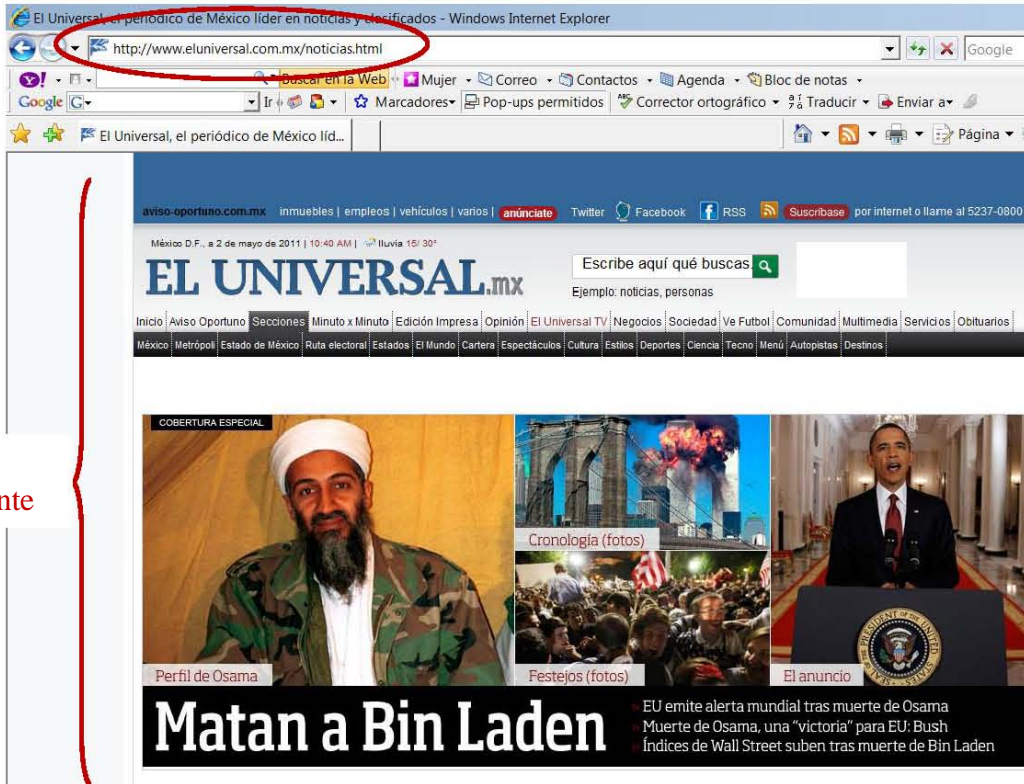 El Universal, el periódico de México líder en noticias y clasificados - Windows Internet Explorer
http://www.eluniversal.com.mx/noticias.html
Google
Buscar en la Web Mujer Correo Contactos Agenda Bloc de notas
Google G Ir Marcadores Pop-ups permitidos Corrector ortográfico Traducir Enviar a
El Universal, el periódico de México líd...
Página
aviso-oportuno.com.mx inmuebles | empleos | vehículos | varios | anúnciate Twitter Facebook RSS Suscríbase por internet o llame al 5237-0800
México D.F., a 2 de mayo de 2011 | 10:40 AM | lluvia 15/ 30°
EL UNIVERSAL.mx
Escribe aquí qué buscas.
Ejemplo: noticias, personas
Inicio Aviso Oportuno Secciones Minuto x Minuto Edición Impresa Opinión El Universal TV Negocios Sociedad Ve Futbol Comunidad Multimedia Servicios Obituarios
México Metrópoli Estado de México Ruta electoral Estados El Mundo Cartera Espectáculos Cultura Estilos Deportes Ciencia Tecno Menú Autopistas Destinos
COBERTURA ESPECIAL
nte
Cronología (fotos)
Perfil de Osama
Festejos (fotos)
El anuncio
Matan a Bin Laden
» EU emite alerta mundial tras muerte de Osama
» Muerte de Osama, una "victoria" para EU: Bush
» Índices de Wall Street suben tras muerte de Bin Laden